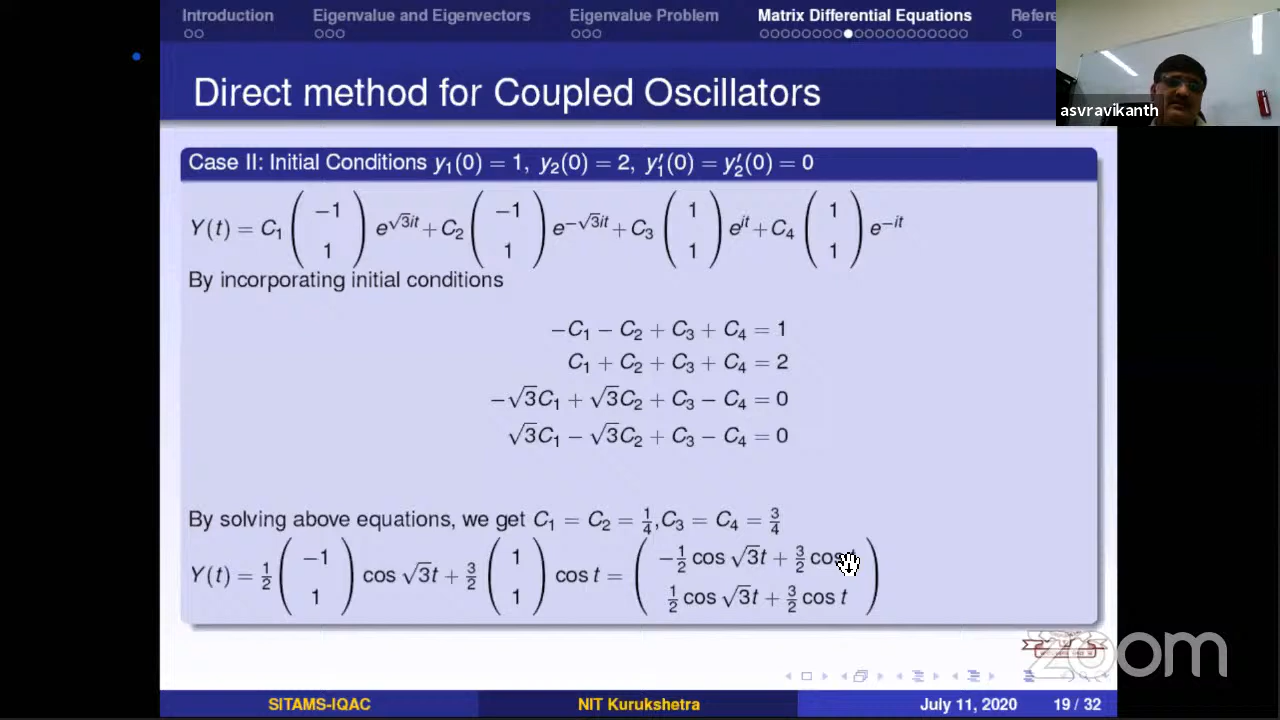 Introduction Eigenvalue and Eigenvectors Eigenvalue Problem Matrix Differential Equations Refere
asvravikanth
Direct method for Coupled Oscillators
Case II: Initial Conditions y₁(0) = 1, y₂(0) = 2, y₁′(0) = y₂′(0) = 0
Y(t) = C₁ (−1 1) e^{√3it} + C₂ (−1 1) e^{−√3it} + C₃ (1 1) e^{it} + C₄ (1 1) e^{−it}
By incorporating initial conditions
−C₁ − C₂ + C₃ + C₄ = 1
C₁ + C₂ + C₃ + C₄ = 2
−√3C₁ + √3C₂ + C₃ − C₄ = 0
√3C₁ − √3C₂ + C₃ − C₄ = 0
By solving above equations, we get C₁ = C₂ = 1/4, C₃ = C₄ = 3/4
Y(t) = 1/2 (−1 1) cos √3t + 3/2 (1 1) cos t = (−1/2 cos √3t + 3/2 cos t 1/2 cos √3t + 3/2 cos t)
zoom
SITAMS-IQAC NIT Kurukshetra July 11, 2020 19 / 32